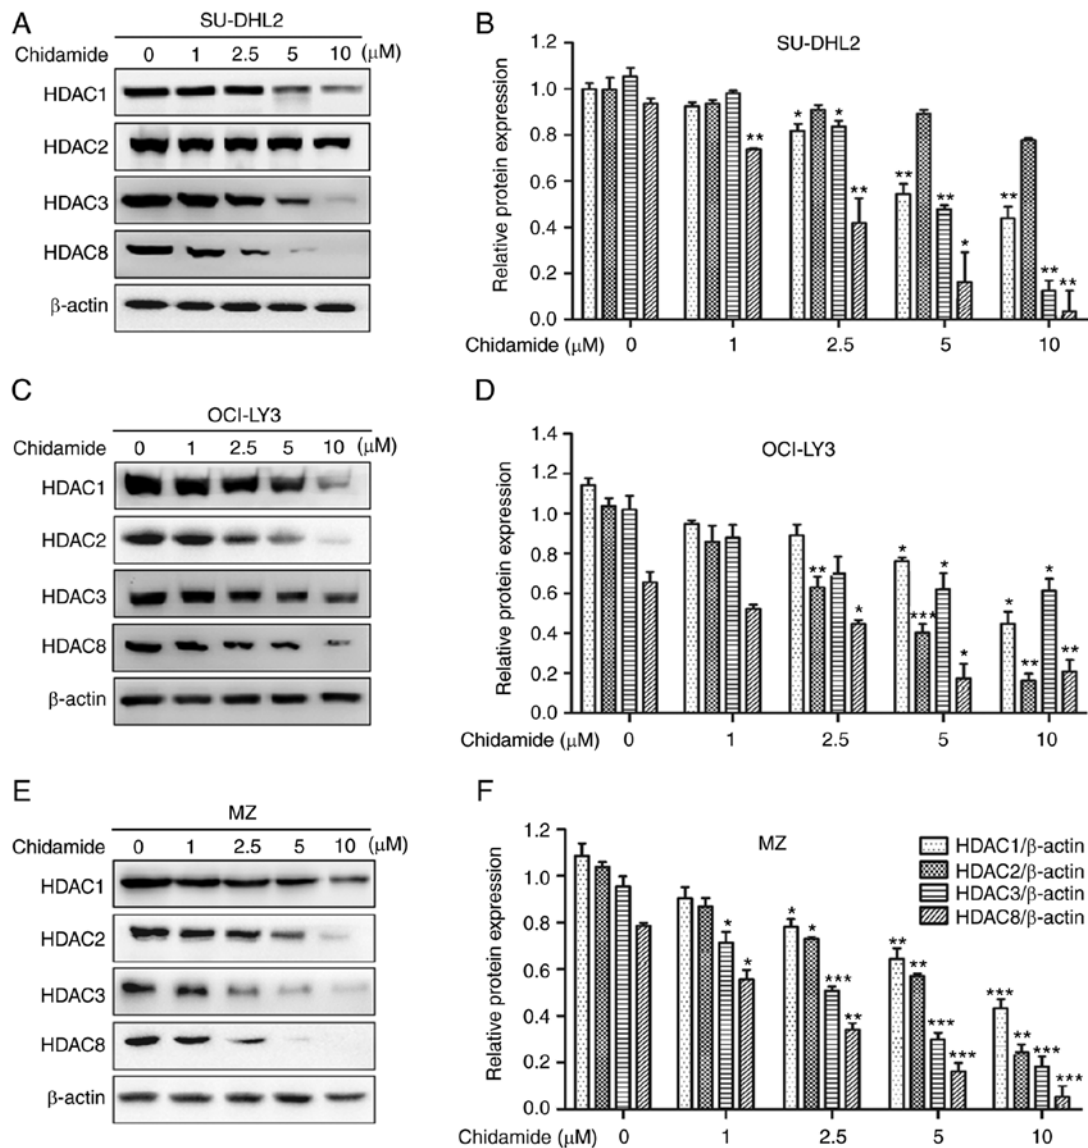 A
SU-DHL2
Chidamide 0 1 2.5 5 10 (μM)
HDAC1
HDAC2
HDAC3
HDAC8
β-actin
B
SU-DHL2
Relative protein expression
1.2
1.0
0.8
0.6
0.4
0.2
0.0
** * * ** ** ** * ** ** **
Chidamide (μM) 0 1 2.5 5 10
C
OCI-LY3
Chidamide 0 1 2.5 5 10 (μM)
HDAC1
HDAC2
HDAC3
HDAC8
β-actin
D
OCI-LY3
Relative protein expression
1.4
1.2
1.0
0.8
0.6
0.4
0.2
0.0
** * * *** * * * ** * **
Chidamide (μM) 0 1 2.5 5 10
E
MZ
Chidamide 0 1 2.5 5 10 (μM)
HDAC1
HDAC2
HDAC3
HDAC8
β-actin
F
MZ
Relative protein expression
1.2
1.0
0.8
0.6
0.4
0.2
0.0
* * * * *** ** ** ** *** *** *** ** *** ***
HDAC1/β-actin
HDAC2/β-actin
HDAC3/β-actin
HDAC8/β-actin
Chidamide (μM) 0 1 2.5 5 10